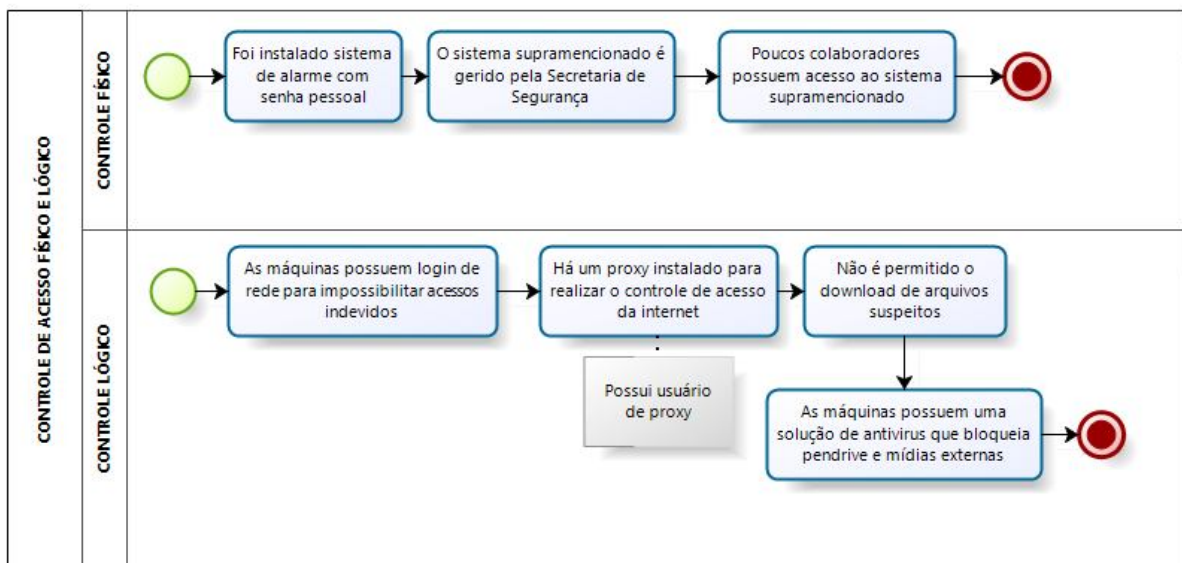 CONTROLE DE ACESSO FÍSICO E LÓGICO
CONTROLE FÍSICO
Foi instalado sistema
de alarme com
senha pessoal
O sistema supramencionado é
gerido pela Secretaria de
Segurança
Poucos colaboradores
possuem acesso ao sistema
supramencionado
CONTROLE LÓGICO
As máquinas possuem login de
rede para impossibilitar acessos
indevidos
Há um proxy instalado para
realizar o controle de acesso
da internet
Não é permitido o
download de arquivos
suspeitos
Possui usuário
de proxy
As máquinas possuem uma
solução de antivirus que bloqueia
pendrive e mídias externas